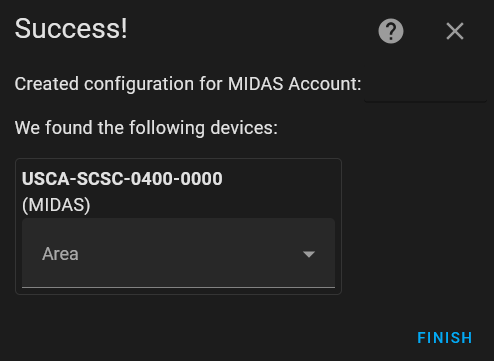 Success!
Created configuration for MIDAS Account:
We found the following devices:
USCA-SCSC-0400-0000
(MIDAS)
Area
FINISH